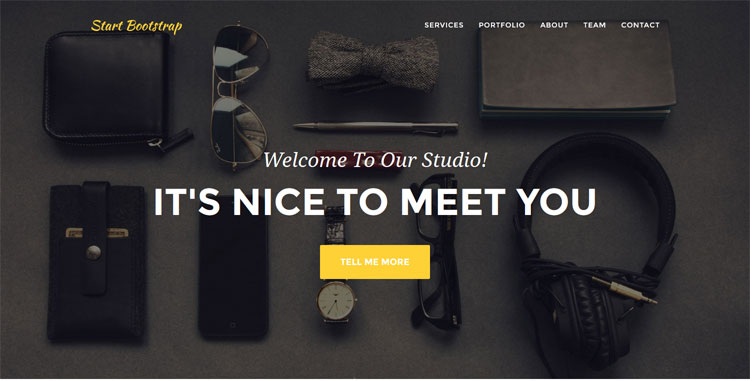 Start Bootstrap
SERVICES PORTFOLIO ABOUT TEAM CONTACT
Welcome To Our Studio!
IT'S NICE TO MEET YOU
TELL ME MORE